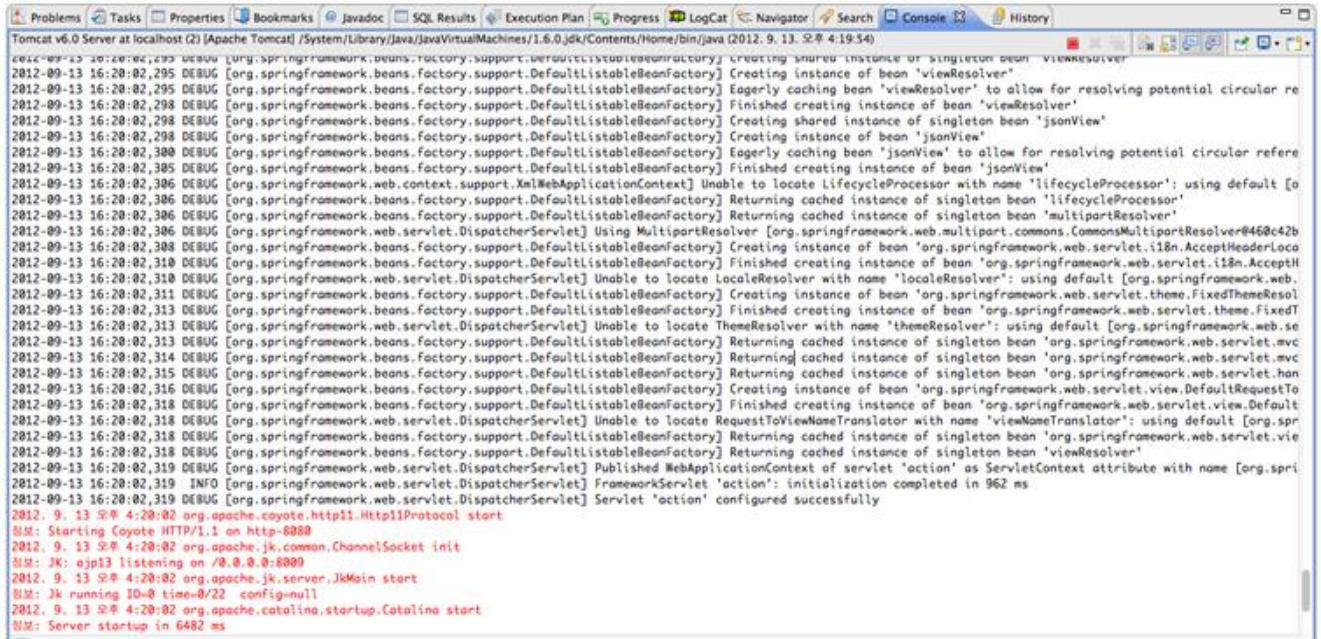 Problems Tasks Properties Bookmarks @ Javadoc SQL Results Execution Plan Progress LogCat Navigator Search Console History
Tomcat v6.0 Server at localhost (2) [Apache Tomcat] /System/Library/Java/JavaVirtualMachines/1.6.0.jdk/Contents/Home/bin/java (2012. 9. 13. 오후 4:19:54)
2012-09-13 16:20:02,295 DEBUG [org.springframework.beans.factory.support.DefaultListableBeanFactory] Creating shared instance of singleton bean 'viewResolver'
2012-09-13 16:20:02,295 DEBUG [org.springframework.beans.factory.support.DefaultListableBeanFactory] Creating instance of bean 'viewResolver'
2012-09-13 16:20:02,295 DEBUG [org.springframework.beans.factory.support.DefaultListableBeanFactory] Eagerly caching bean 'viewResolver' to allow for resolving potential circular re
2012-09-13 16:20:02,298 DEBUG [org.springframework.beans.factory.support.DefaultListableBeanFactory] Finished creating instance of bean 'viewResolver'
2012-09-13 16:20:02,298 DEBUG [org.springframework.beans.factory.support.DefaultListableBeanFactory] Creating shared instance of singleton bean 'jsonView'
2012-09-13 16:20:02,298 DEBUG [org.springframework.beans.factory.support.DefaultListableBeanFactory] Creating instance of bean 'jsonView'
2012-09-13 16:20:02,300 DEBUG [org.springframework.beans.factory.support.DefaultListableBeanFactory] Eagerly caching bean 'jsonView' to allow for resolving potential circular refere
2012-09-13 16:20:02,305 DEBUG [org.springframework.beans.factory.support.DefaultListableBeanFactory] Finished creating instance of bean 'jsonView'
2012-09-13 16:20:02,306 DEBUG [org.springframework.web.context.support.XmlWebApplicationContext] Unable to locate LifecycleProcessor with name 'lifecycleProcessor': using default [o
2012-09-13 16:20:02,306 DEBUG [org.springframework.beans.factory.support.DefaultListableBeanFactory] Returning cached instance of singleton bean 'lifecycleProcessor'
2012-09-13 16:20:02,306 DEBUG [org.springframework.beans.factory.support.DefaultListableBeanFactory] Returning cached instance of singleton bean 'multipartResolver'
2012-09-13 16:20:02,306 DEBUG [org.springframework.web.servlet.DispatcherServlet] Using MultipartResolver [org.springframework.web.multipart.commons.CommonsMultipartResolver@460c42b
2012-09-13 16:20:02,308 DEBUG [org.springframework.beans.factory.support.DefaultListableBeanFactory] Creating instance of bean 'org.springframework.web.servlet.i18n.AcceptHeaderLoca
2012-09-13 16:20:02,310 DEBUG [org.springframework.beans.factory.support.DefaultListableBeanFactory] Finished creating instance of bean 'org.springframework.web.servlet.i18n.AcceptH
2012-09-13 16:20:02,310 DEBUG [org.springframework.web.servlet.DispatcherServlet] Unable to locate LocaleResolver with name 'localeResolver': using default [org.springframework.web.
2012-09-13 16:20:02,311 DEBUG [org.springframework.beans.factory.support.DefaultListableBeanFactory] Creating instance of bean 'org.springframework.web.servlet.theme.FixedThemeResol
2012-09-13 16:20:02,313 DEBUG [org.springframework.beans.factory.support.DefaultListableBeanFactory] Finished creating instance of bean 'org.springframework.web.servlet.theme.FixedT
2012-09-13 16:20:02,313 DEBUG [org.springframework.web.servlet.DispatcherServlet] Unable to locate ThemeResolver with name 'themeResolver': using default [org.springframework.web.se
2012-09-13 16:20:02,313 DEBUG [org.springframework.beans.factory.support.DefaultListableBeanFactory] Returning cached instance of singleton bean 'org.springframework.web.servlet.mvc
2012-09-13 16:20:02,314 DEBUG [org.springframework.beans.factory.support.DefaultListableBeanFactory] Returning cached instance of singleton bean 'org.springframework.web.servlet.mvc
2012-09-13 16:20:02,315 DEBUG [org.springframework.beans.factory.support.DefaultListableBeanFactory] Returning cached instance of singleton bean 'org.springframework.web.servlet.han
2012-09-13 16:20:02,316 DEBUG [org.springframework.beans.factory.support.DefaultListableBeanFactory] Creating instance of bean 'org.springframework.web.servlet.view.DefaultRequestTo
2012-09-13 16:20:02,318 DEBUG [org.springframework.beans.factory.support.DefaultListableBeanFactory] Finished creating instance of bean 'org.springframework.web.servlet.view.Default
2012-09-13 16:20:02,318 DEBUG [org.springframework.web.servlet.DispatcherServlet] Unable to locate RequestToViewNameTranslator with name 'viewNameTranslator': using default [org.spr
2012-09-13 16:20:02,318 DEBUG [org.springframework.beans.factory.support.DefaultListableBeanFactory] Returning cached instance of singleton bean 'org.springframework.web.servlet.vie
2012-09-13 16:20:02,318 DEBUG [org.springframework.beans.factory.support.DefaultListableBeanFactory] Returning cached instance of singleton bean 'viewResolver'
2012-09-13 16:20:02,319 DEBUG [org.springframework.web.servlet.DispatcherServlet] Published WebApplicationContext of servlet 'action' as ServletContext attribute with name [org.spri
2012-09-13 16:20:02,319 INFO [org.springframework.web.servlet.DispatcherServlet] FrameworkServlet 'action': initialization completed in 962 ms
2012-09-13 16:20:02,319 DEBUG [org.springframework.web.servlet.DispatcherServlet] Servlet 'action' configured successfully
2012. 9. 13 오후 4:20:02 org.apache.coyote.http11.Http11Protocol start
정보: Starting Coyote HTTP/1.1 on http-8080
2012. 9. 13 오후 4:20:02 org.apache.jk.common.ChannelSocket init
정보: JK: ajp13 listening on /0.0.0.0:8009
2012. 9. 13 오후 4:20:02 org.apache.jk.server.JkMain start
정보: Jk running ID=0 time=0/22 config=null
2012. 9. 13 오후 4:20:02 org.apache.catalina.startup.Catalina start
정보: Server startup in 6482 ms